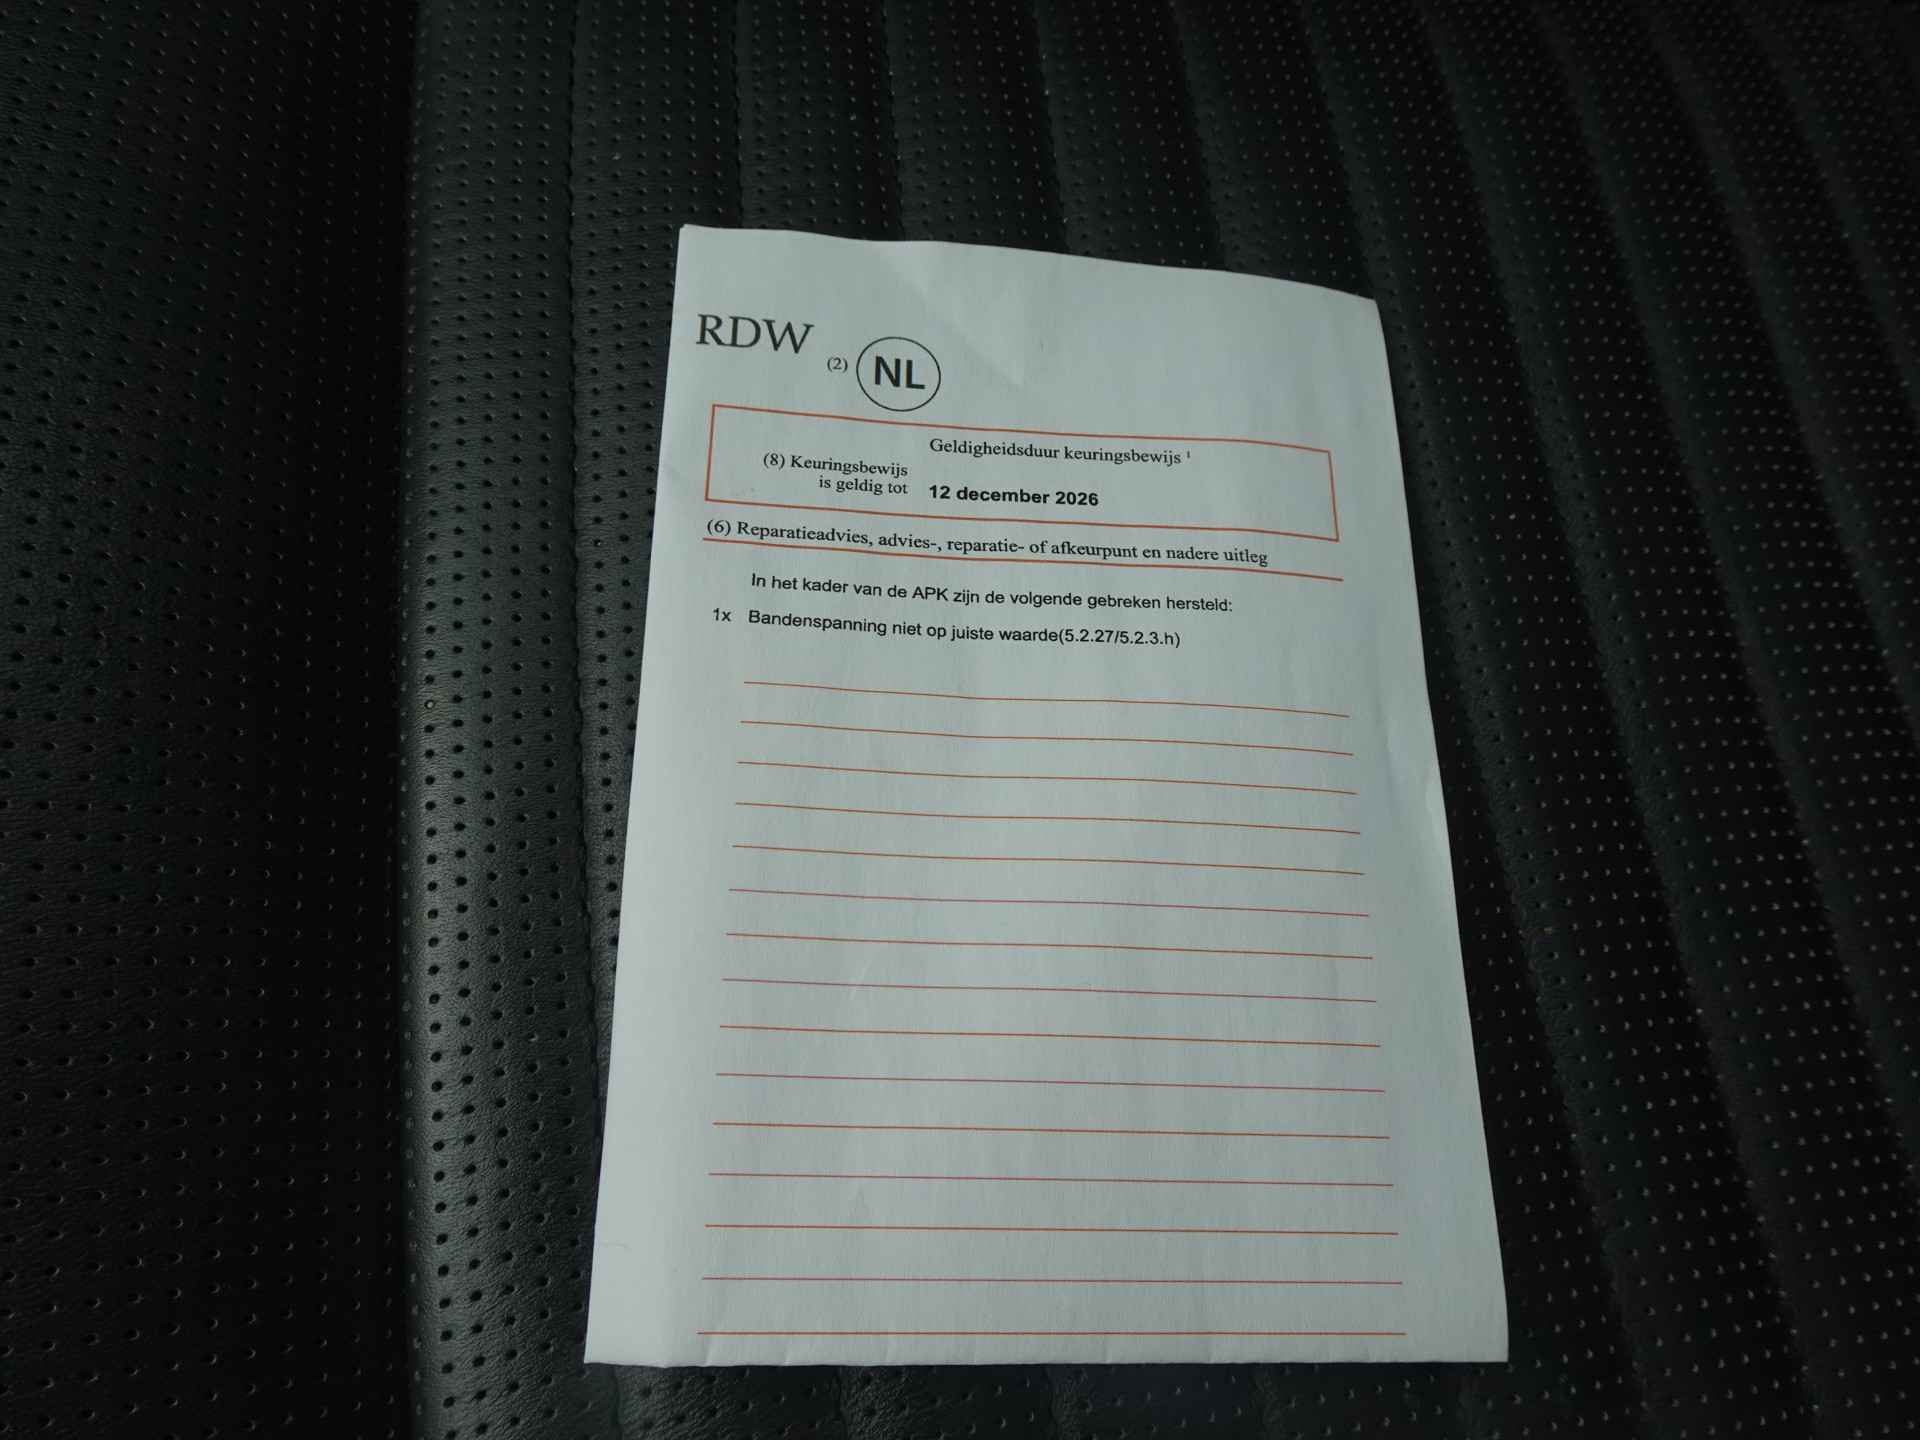 RDW
(2) NL
Geldigheidsduur keuringsbewijs 1
(8) Keuringsbewijs
is geldig tot 12 december 2026
(6) Reparatieadvies, advies-, reparatie- of afkeurpunt en nadere uitleg
In het kader van de APK zijn de volgende gebreken hersteld:
1x Bandenspanning niet op juiste waarde(5.2.27/5.2.3.h)